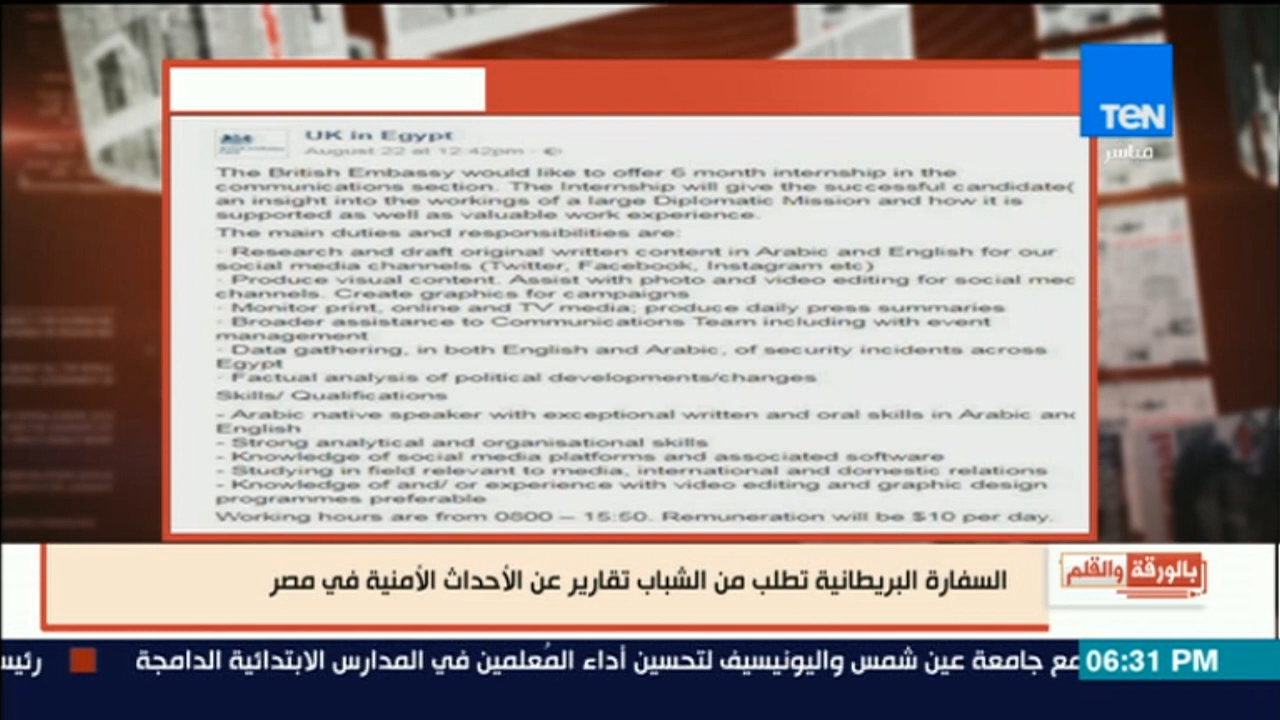 TeN
مباشر
UK in Egypt
August 22 at 12:42pm
The British Embassy would like to offer 6 month internship in the
communications section. The Internship will give the successful candidate(
an insight into the workings of a large Diplomatic Mission and how it is
supported as well as valuable work experience.
The main duties and responsibilities are:
· Research and draft original written content in Arabic and English for our
social media channels (Twitter, Facebook, Instagram etc)
· Produce visual content. Assist with photo and video editing for social med
channels. Create graphics for campaigns
· Monitor print, online and TV media; produce daily press summaries
· Broader assistance to Communications Team including with event
management
· Data gathering, in both English and Arabic, of security incidents across
Egypt
· Factual analysis of political developments/changes
Skills/ Qualifications
- Arabic native speaker with exceptional written and oral skills in Arabic and
English
- Strong analytical and organisational skills
- Knowledge of social media platforms and associated software
- Studying in field relevant to media, international and domestic relations
- Knowledge of and/ or experience with video editing and graphic design
programmes preferable
Working hours are from 0800 – 15:50. Remuneration will be $10 per day.
بالورقة والقلم
السفارة البريطانية تطلب من الشباب تقارير عن الأحداث الأمنية في مصر
06:31 PM
مع جامعة عين شمس واليونيسيف لتحسين أداء المُعلمين في المدارس الابتدائية الدامجة
رئيس